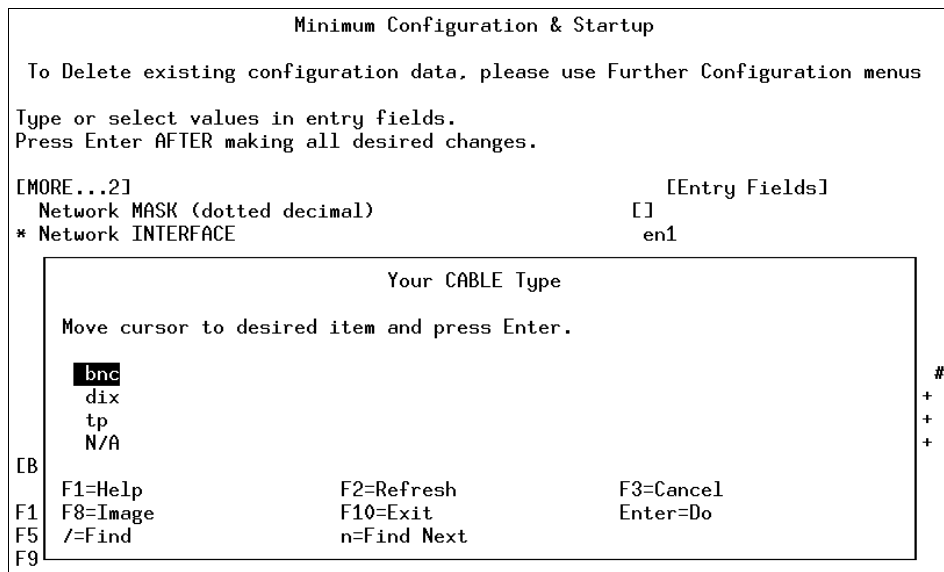 Minimum Configuration & Startup
To Delete existing configuration data, please use Further Configuration menus
Type or select values in entry fields.
Press Enter AFTER making all desired changes.
[MORE...2] [Entry Fields]
Network MASK (dotted decimal) []
* Network INTERFACE en1
Your CABLE Type
Move cursor to desired item and press Enter.
bnc #
dix +
tp +
N/A +
[B
F1=Help F2=Refresh F3=Cancel
F1 F8=Image F10=Exit Enter=Do
F5 /=Find n=Find Next
F9